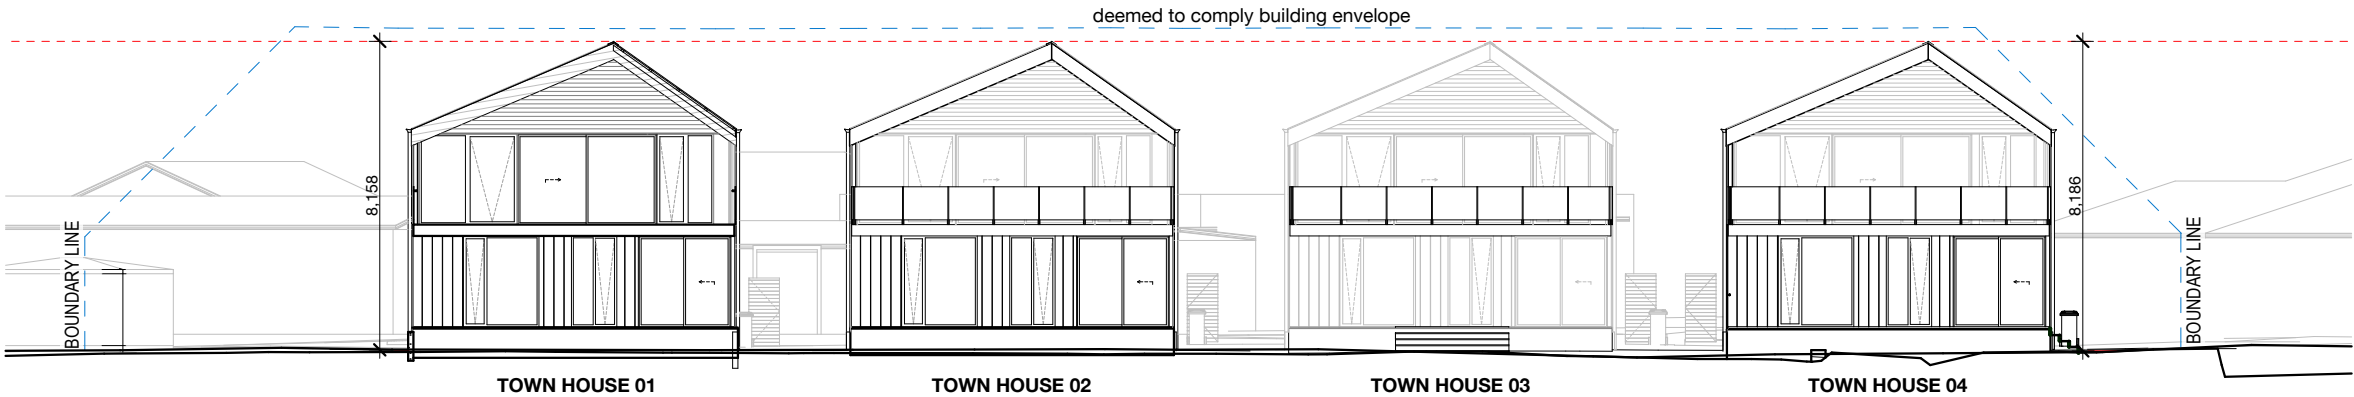 deemed to comply building envelope
8,158
8,186
BOUNDARY LINE
BOUNDARY LINE
TOWN HOUSE 01
TOWN HOUSE 02
TOWN HOUSE 03
TOWN HOUSE 04